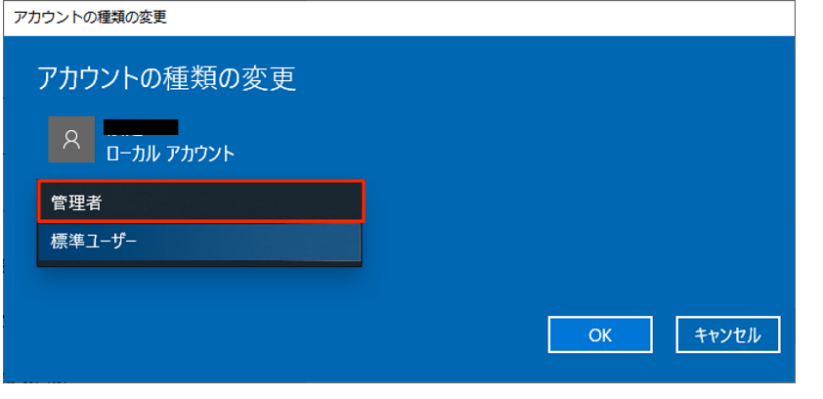 アカウントの種類の変更
アカウントの種類の変更
ローカル アカウント
管理者
標準ユーザー
OK
キャンセル